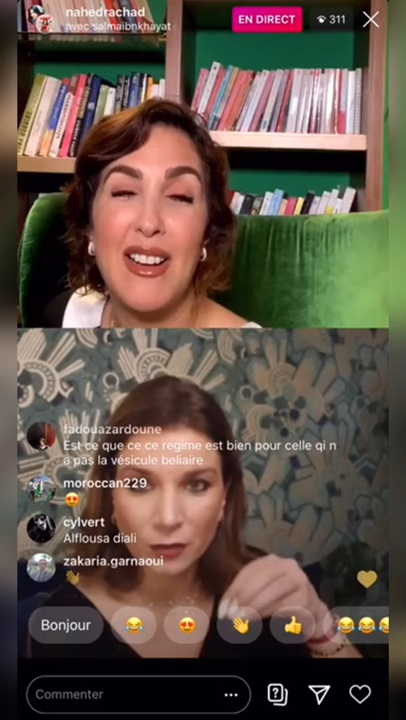 nahedrachad
avec salmaibnkhayat
EN DIRECT
311
fadouazardoune
Est ce que ce ce regime est bien pour celle qi n
a pas la vésicule beliaire
moroccan229
😍
cylvert
Alflousa diali
zakaria.garnaoui
👋
Bonjour 😂 😍 👋 👍 😂😂😂
Commenter